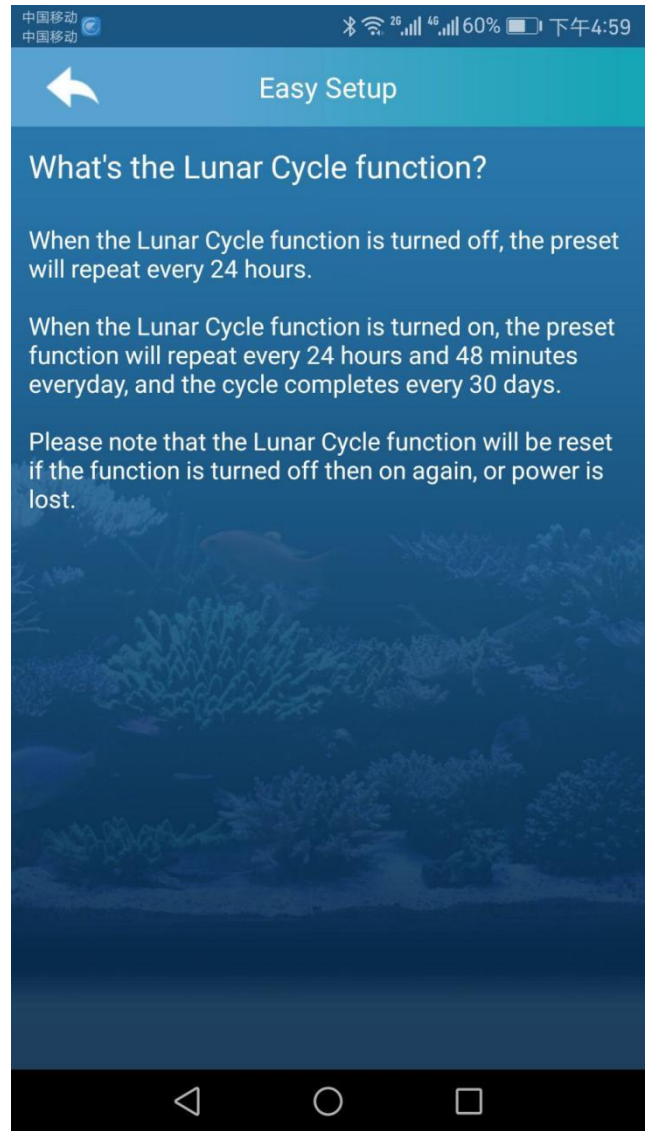 中国移动
中国移动
2G 4G 60% 下午4:59
Easy Setup
What's the Lunar Cycle function?
When the Lunar Cycle function is turned off, the preset
will repeat every 24 hours.
When the Lunar Cycle function is turned on, the preset
function will repeat every 24 hours and 48 minutes
everyday, and the cycle completes every 30 days.
Please note that the Lunar Cycle function will be reset
if the function is turned off then on again, or power is
lost.